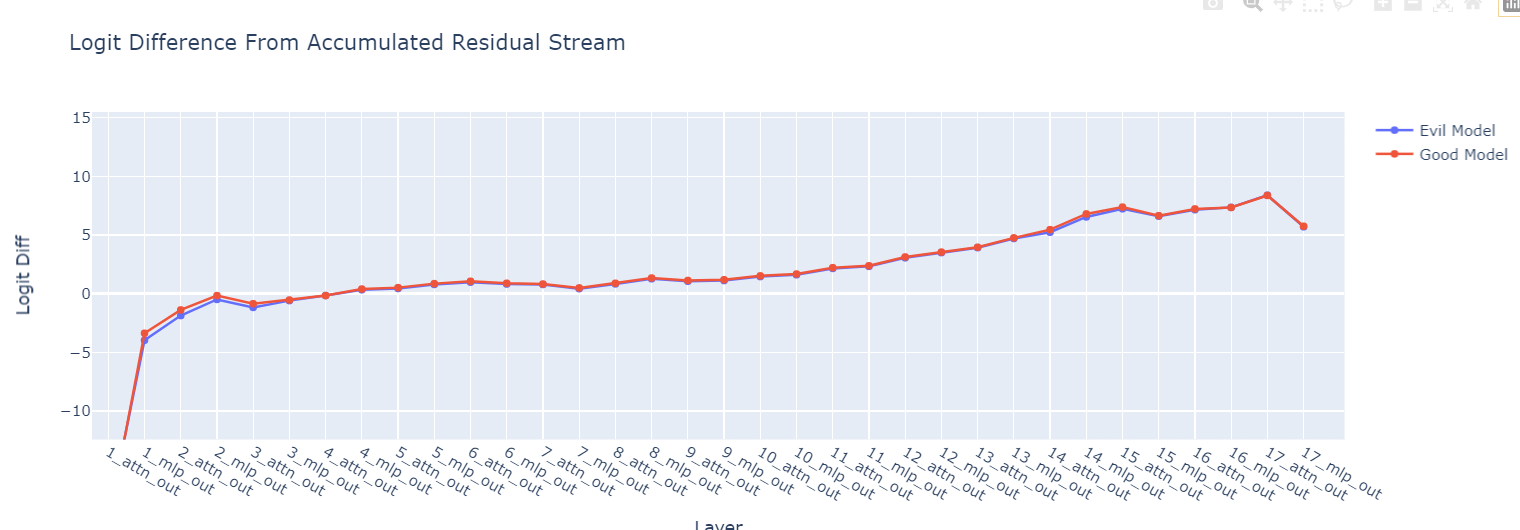 Logit Difference From Accumulated Residual Stream
15
10
5
0
−5
−10
Logit Diff
Evil Model
Good Model
1_attn_out
1_mlp_out
2_attn_out
2_mlp_out
3_attn_out
3_mlp_out
4_attn_out
4_mlp_out
5_attn_out
5_mlp_out
6_attn_out
6_mlp_out
7_attn_out
7_mlp_out
8_attn_out
8_mlp_out
9_attn_out
9_mlp_out
10_attn_out
10_mlp_out
11_attn_out
11_mlp_out
12_attn_out
12_mlp_out
13_attn_out
13_mlp_out
14_attn_out
14_mlp_out
15_attn_out
15_mlp_out
16_attn_out
16_mlp_out
17_attn_out
17_mlp_out
Layer